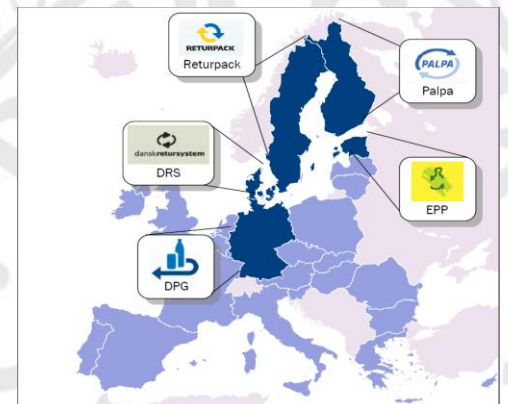 RETURPACK
Returpack
PALPA
Palpa
danskretursystem
DRS
EPP
DPG